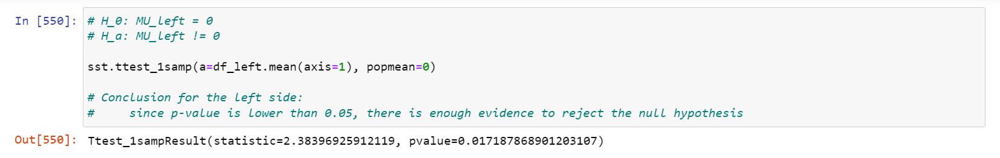 In [550]: # H_0: MU_left = 0
# H_a: MU_left != 0
sst.ttest_1samp(a=df_left.mean(axis=1), popmean=0)
# Conclusion for the left side:
#     since p-value is lower than 0.05, there is enough evidence to reject the null hypothesis
Out[550]: Ttest_1sampResult(statistic=2.38396925912119, pvalue=0.017187868901203107)